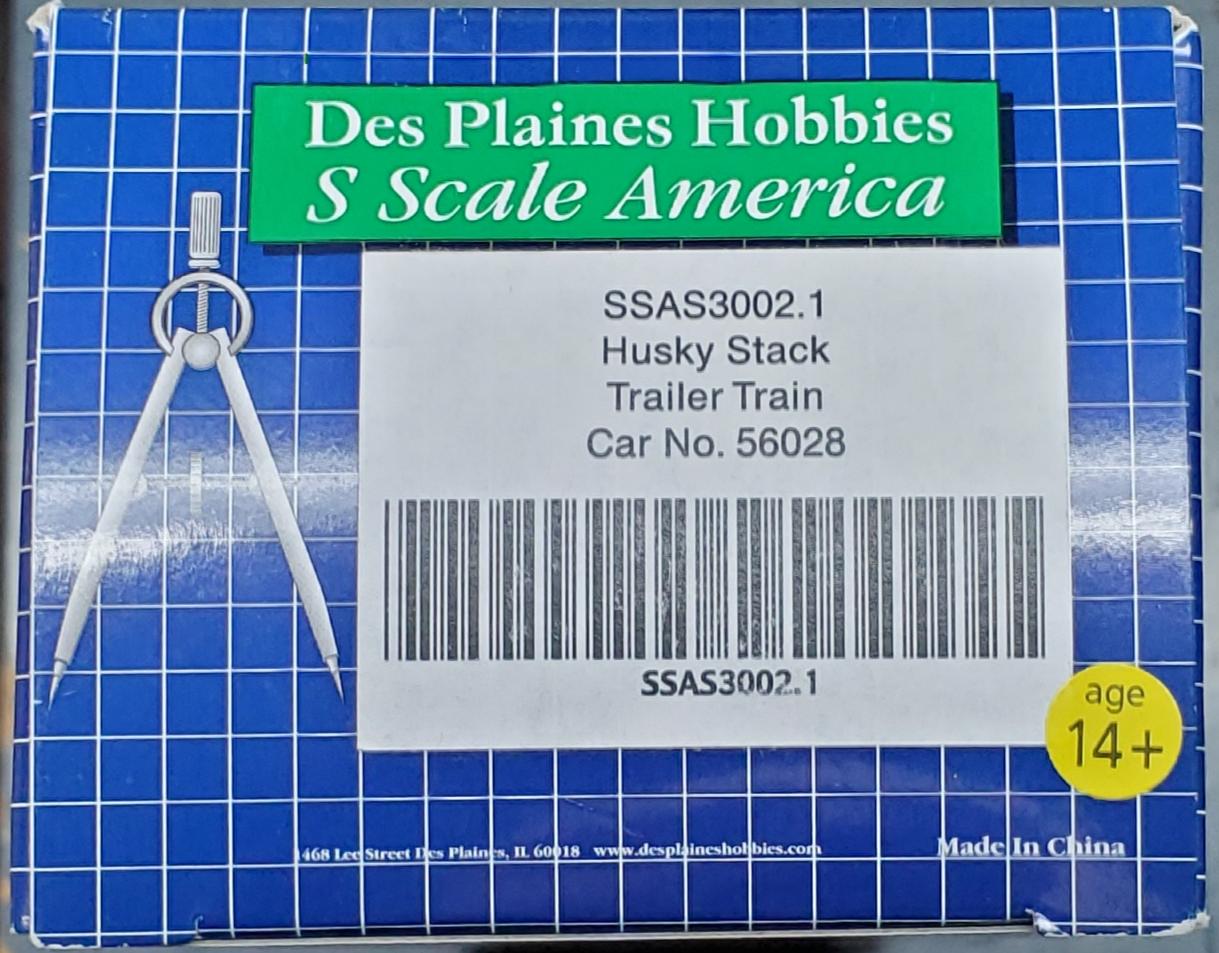 Des Plaines Hobbies
S Scale America
SSAS3002.1
Husky Stack
Trailer Train
Car No. 56028
SSAS3002.1
age
14+
1468 Lee Street Des Plaines, IL 60018 www.desplaineshobbies.com
Made In China